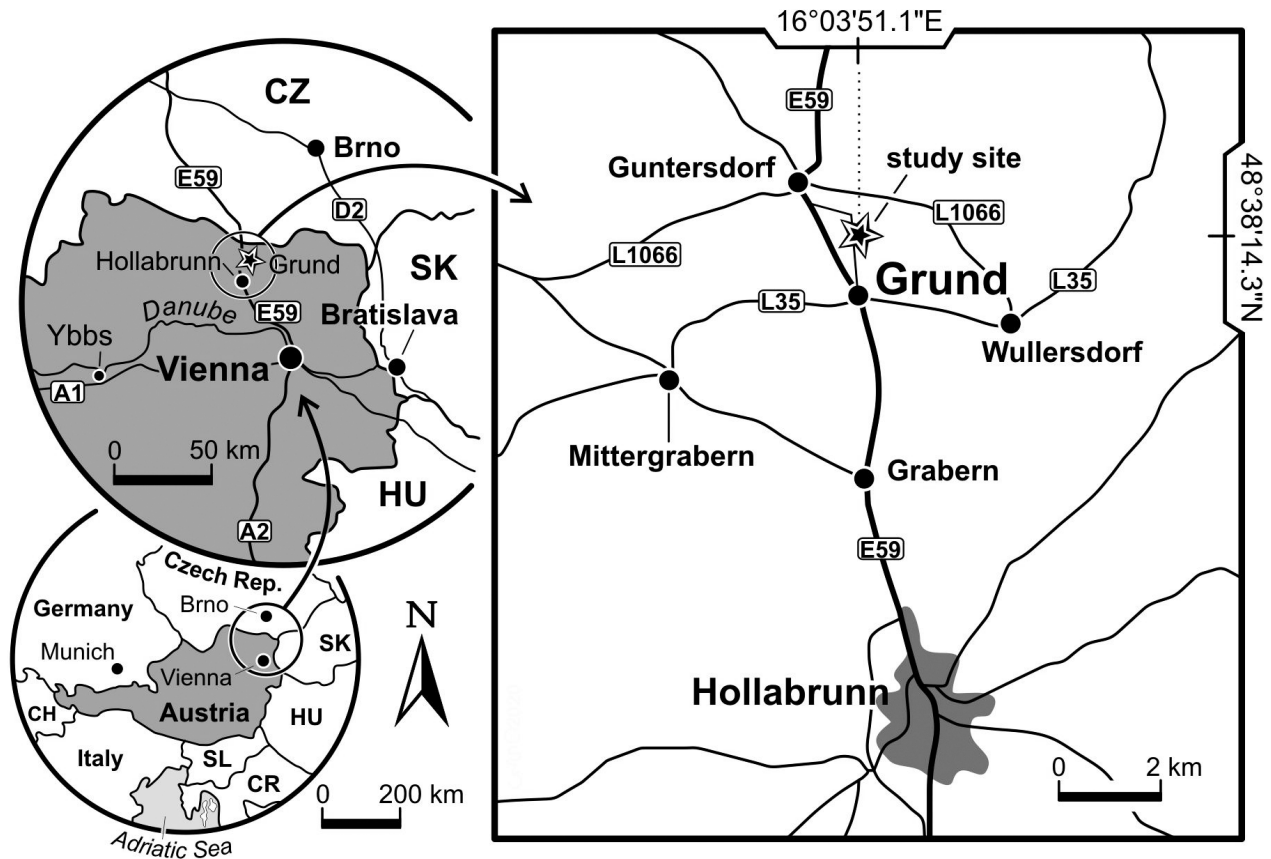 CZ
Brno
E59
D2
Hollabrunn
Grund
SK
Danube
E59
Bratislava
Ybbs
Vienna
A1
0 50 km
HU
A2
Czech Rep.
Germany
Brno
Munich
SK
Vienna
CH
Austria
HU
Italy
SL
CR
Adriatic Sea
N
0 200 km
16°03'51.1"E
E59
Guntersdorf
study site
48°38'14.3"N
L1066
L1066
Grund
L35
L35
Wullersdorf
Mittergrabern
Grabern
E59
Hollabrunn
0 2 km